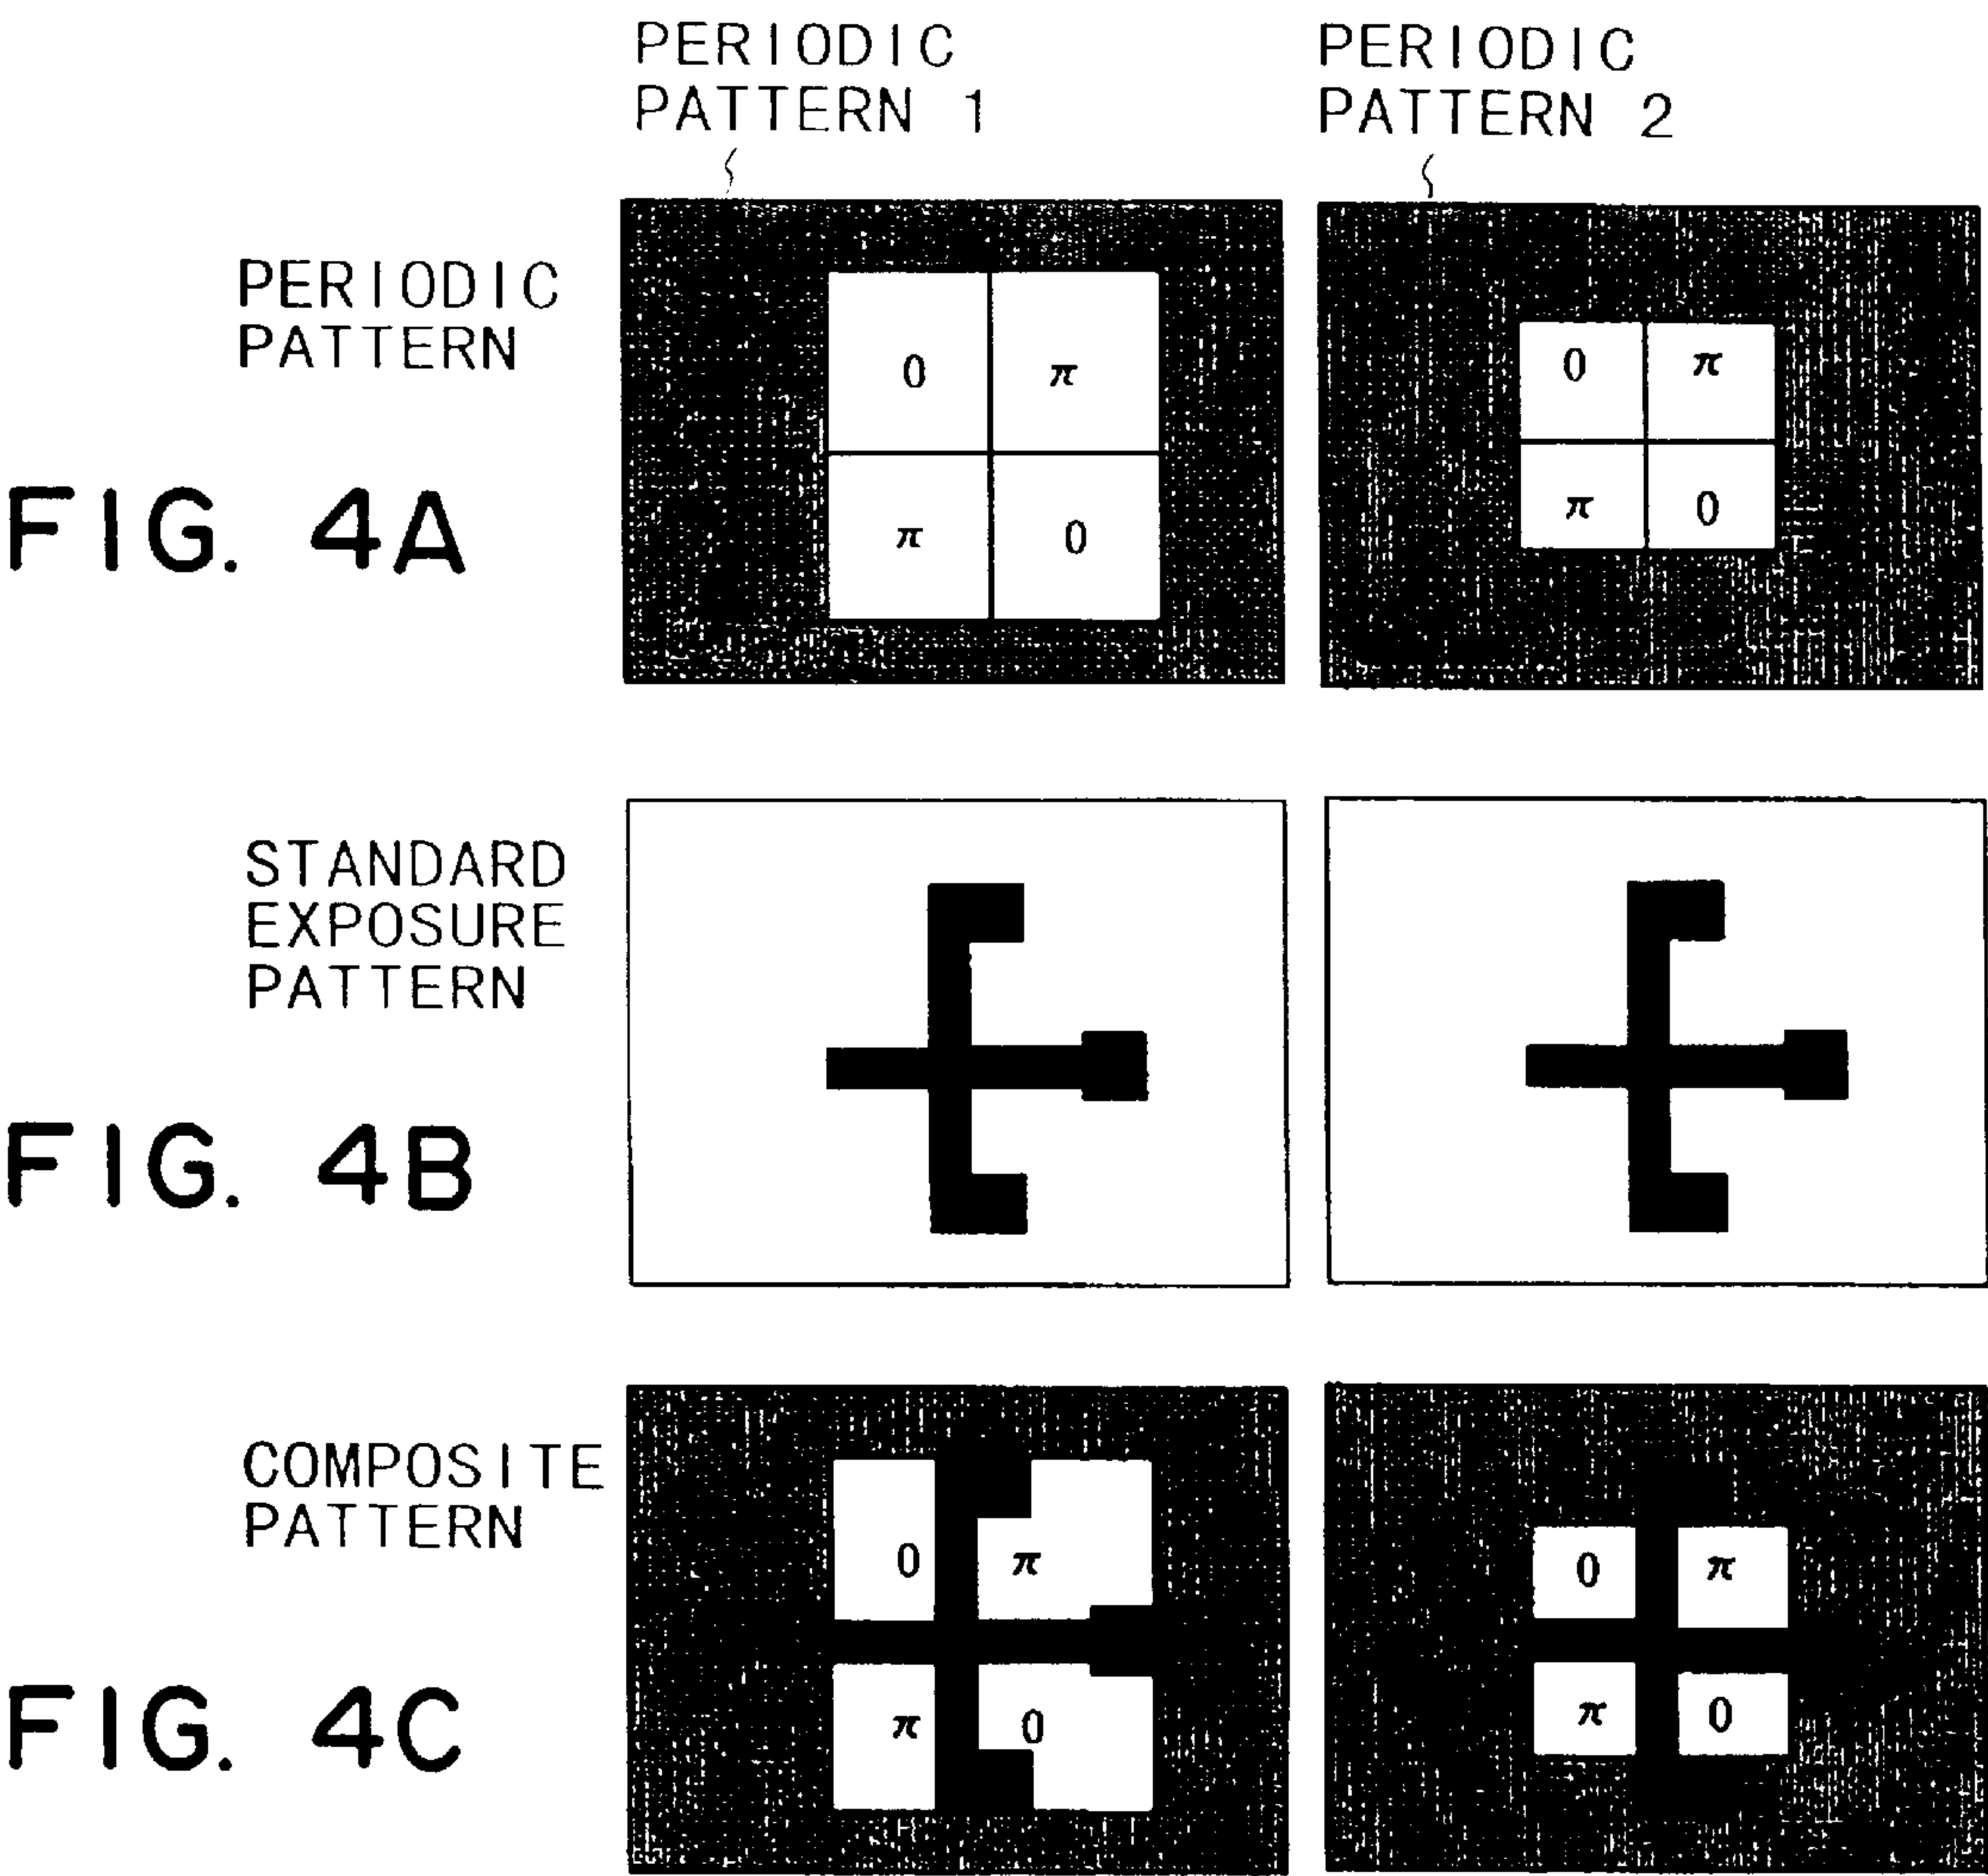 PERIODIC
PATTERN 1
PERIODIC
PATTERN 2
PERIODIC
PATTERN
FIG. 4A
0 π
π 0
0 π
π 0
STANDARD
EXPOSURE
PATTERN
FIG. 4B
COMPOSITE
PATTERN
FIG. 4C
0 π
π 0
0 π
π 0